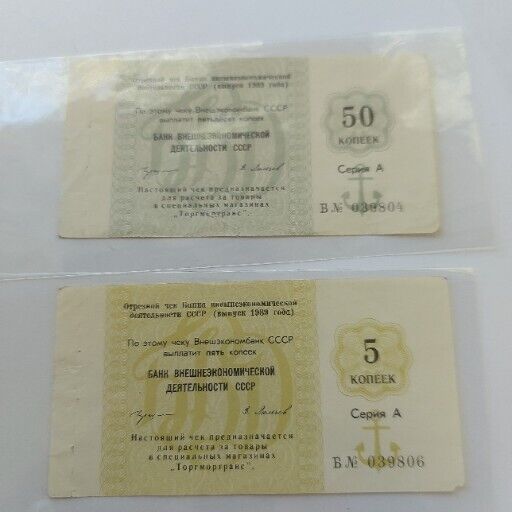 Отрезной чек Банка внешнеэкономической
деятельности СССР (выпуск 1989 года)
По этому чеку Внешэкономбанк СССР
выплатит пятьдесят копеек
БАНК ВНЕШНЕЭКОНОМИЧЕСКОЙ
ДЕЯТЕЛЬНОСТИ СССР
Настоящий чек предназначается
для расчета за товары
в специальных магазинах
„Торгмортранс".
50
КОПЕЕК
Серия А
В № 039804
Отрезной чек Банка внешнеэкономической
деятельности СССР (выпуск 1989 года)
По этому чеку Внешэкономбанк СССР
выплатит пять копеек
БАНК ВНЕШНЕЭКОНОМИЧЕСКОЙ
ДЕЯТЕЛЬНОСТИ СССР
Настоящий чек предназначается
для расчета за товары
в специальных магазинах
„Торгмортранс".
5
КОПЕЕК
Серия А
В № 039806